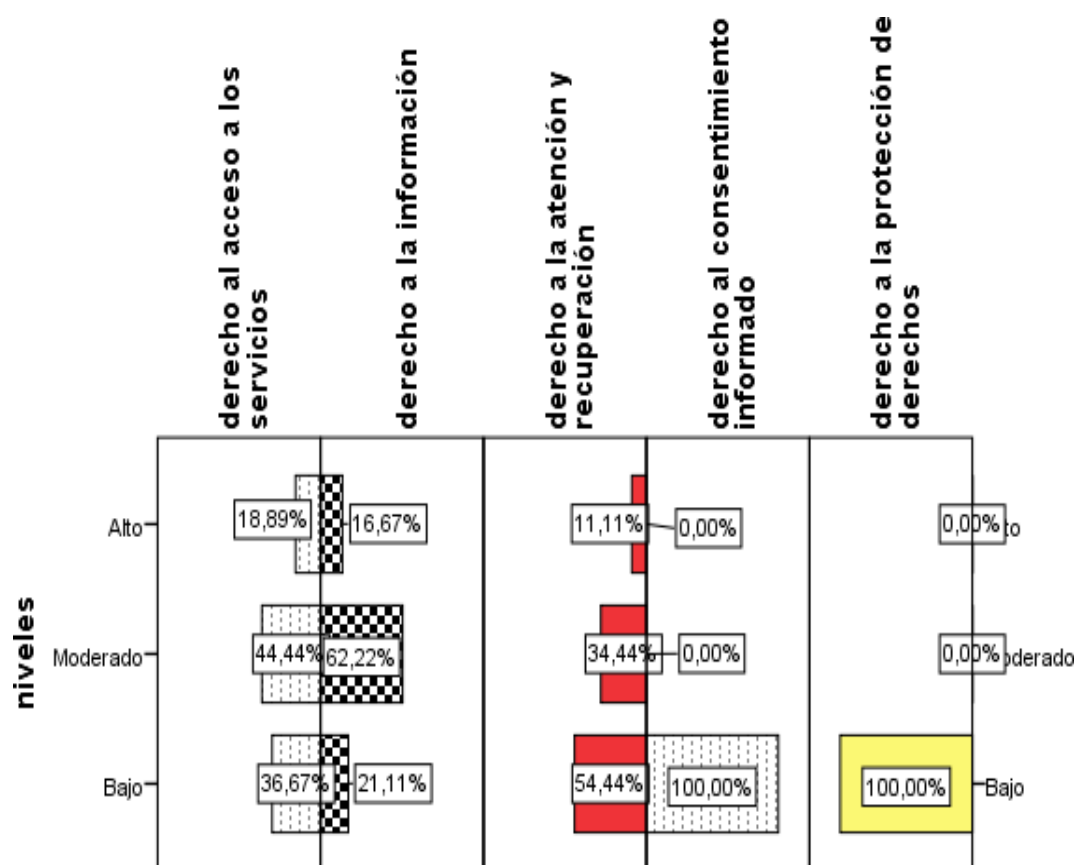 derecho al acceso a los
servicios
derecho a la información
derecho a la atención y
recuperación
derecho al consentimiento
informado
derecho a la protección de
derechos
niveles
Alto
18,89%
16,67%
11,11%
0,00%
0,00%
to
Moderado
44,44%
62,22%
34,44%
0,00%
0,00%
oderado
Bajo
36,67%
21,11%
54,44%
100,00%
100,00%
Bajo